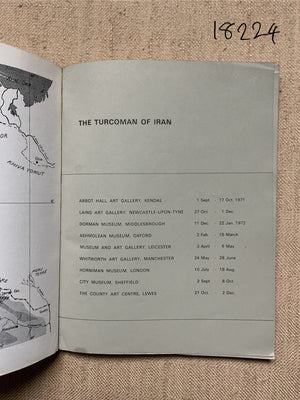 18224
THE TURCOMAN OF IRAN
ABBOT HALL ART GALLERY, KENDAL 1 Sept 17 Oct. 1971
LAING ART GALLERY, NEWCASTLE-UPON-TYNE 27 Oct - 1 Dec.
DORMAN MUSEUM, MIDDLESBROUGH 11 Dec. 22 Jan. 1972
ASHMOLEAN MUSEUM, OXFORD 2 Feb. - 15 March
MUSEUM AND ART GALLERY, LEICESTER 3 April - 6 May
WHITWORTH ART GALLERY, MANCHESTER 24 May - 28 June
HORNIMAN MUSEUM, LONDON 10 July - 19 Aug.
CITY MUSEUM, SHEFFIELD 2 Sept - 8 Oct.
THE COUNTY ART CENTRE, LEWES 21 Oct. - 2 Dec.
KHIVA YOMUT